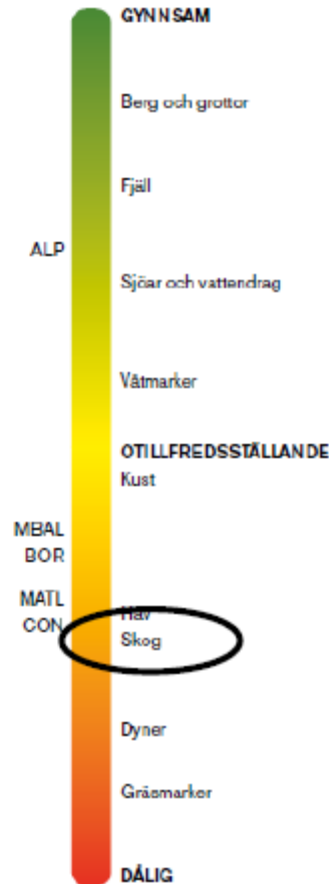 GYNNSAM
Berg och grottor
Fjäll
ALP
Sjöar och vattendrag
Våtmarker
OTILLFREDSSTÄLLANDE
Kust
MBAL
BOR
MATL
Hav
CON
Skog
Dyner
Gräsmarker
DÅLIG